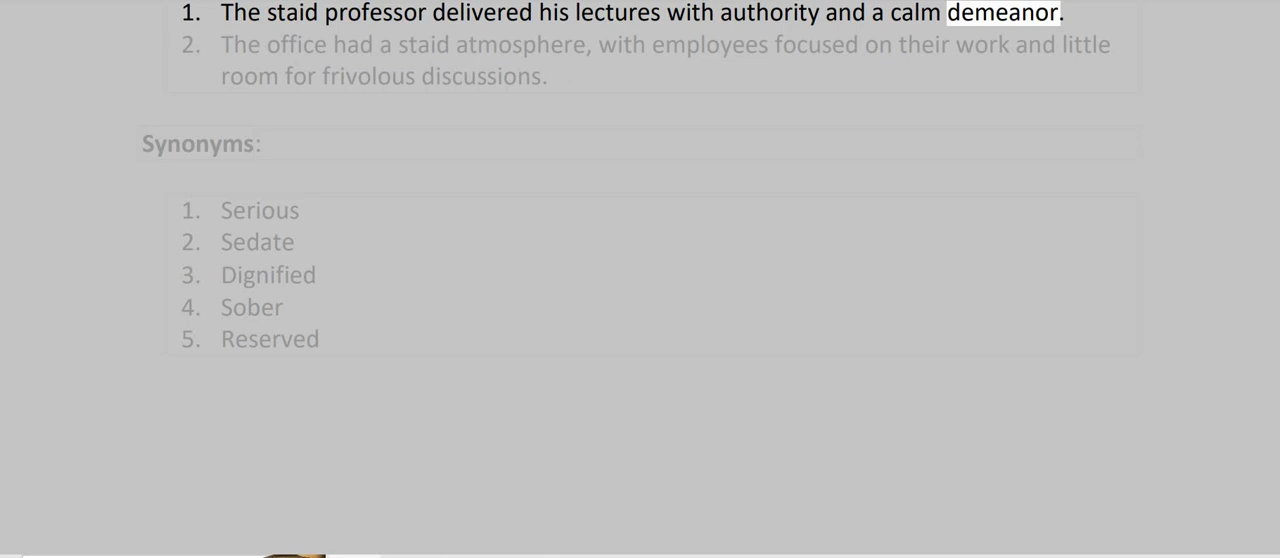 1. The staid professor delivered his lectures with authority and a calm demeanor.
2. The office had a staid atmosphere, with employees focused on their work and little
room for frivolous discussions.
Synonyms:
1. Serious
2. Sedate
3. Dignified
4. Sober
5. Reserved